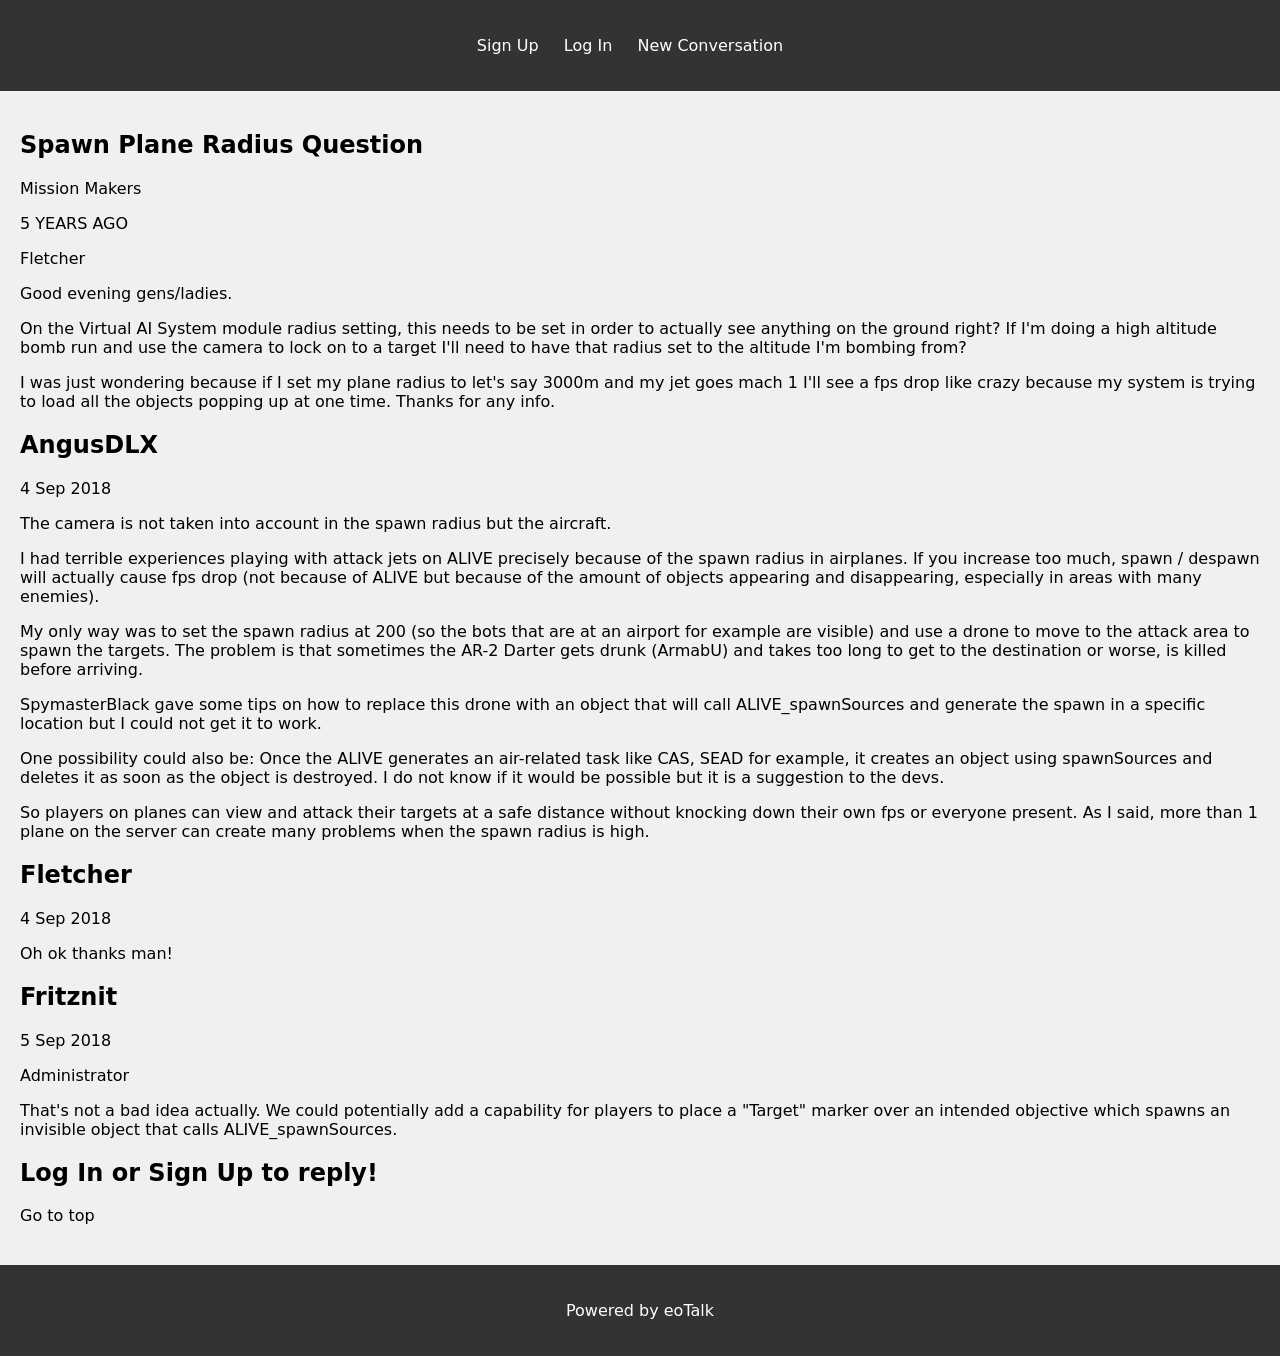 Sign Up Log In New Conversation
Spawn Plane Radius Question
Mission Makers
5 YEARS AGO
Fletcher
Good evening gens/ladies.
On the Virtual AI System module radius setting, this needs to be set in order to actually see anything on the ground right? If I'm doing a high altitude
bomb run and use the camera to lock on to a target I'll need to have that radius set to the altitude I'm bombing from?
I was just wondering because if I set my plane radius to let's say 3000m and my jet goes mach 1 I'll see a fps drop like crazy because my system is trying
to load all the objects popping up at one time. Thanks for any info.
AngusDLX
4 Sep 2018
The camera is not taken into account in the spawn radius but the aircraft.
I had terrible experiences playing with attack jets on ALIVE precisely because of the spawn radius in airplanes. If you increase too much, spawn / despawn
will actually cause fps drop (not because of ALIVE but because of the amount of objects appearing and disappearing, especially in areas with many
enemies).
My only way was to set the spawn radius at 200 (so the bots that are at an airport for example are visible) and use a drone to move to the attack area to
spawn the targets. The problem is that sometimes the AR-2 Darter gets drunk (ArmabU) and takes too long to get to the destination or worse, is killed
before arriving.
SpymasterBlack gave some tips on how to replace this drone with an object that will call ALIVE_spawnSources and generate the spawn in a specific
location but I could not get it to work.
One possibility could also be: Once the ALIVE generates an air-related task like CAS, SEAD for example, it creates an object using spawnSources and
deletes it as soon as the object is destroyed. I do not know if it would be possible but it is a suggestion to the devs.
So players on planes can view and attack their targets at a safe distance without knocking down their own fps or everyone present. As I said, more than 1
plane on the server can create many problems when the spawn radius is high.
Fletcher
4 Sep 2018
Oh ok thanks man!
Fritznit
5 Sep 2018
Administrator
That's not a bad idea actually. We could potentially add a capability for players to place a "Target" marker over an intended objective which spawns an
invisible object that calls ALIVE_spawnSources.
Log In or Sign Up to reply!
Go to top
Powered by eoTalk